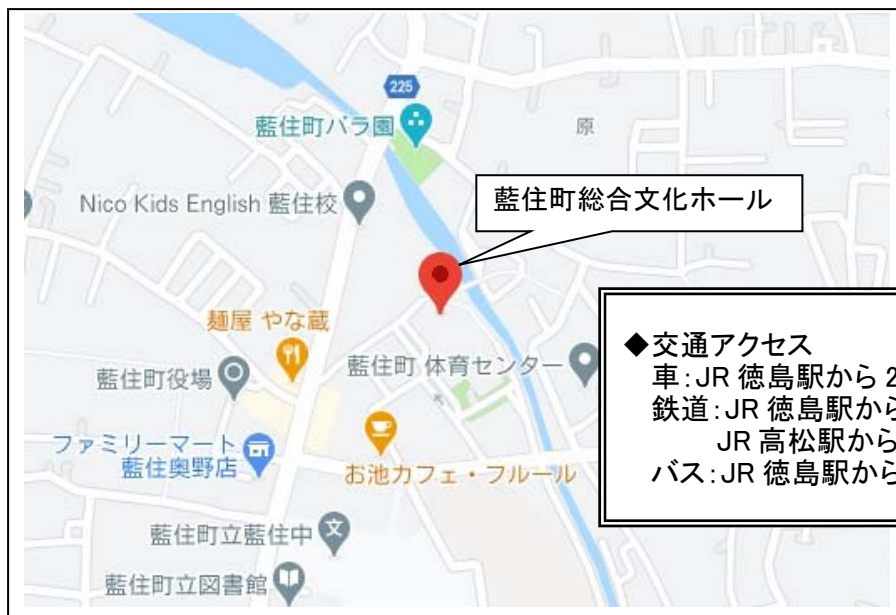 225
藍住町バラ園
原
Nico Kids English 藍住校
藍住町総合文化ホール
麺屋 やな蔵
藍住町役場
藍住町 体育センター
ファミリーマート
藍住奥野店
お池カフェ・フルール
藍住町立藍住中
文
藍住町立図書館
◆交通アクセス
車:JR 徳島駅から 2
鉄道:JR 徳島駅から
JR 高松駅から
バス:JR 徳島駅から